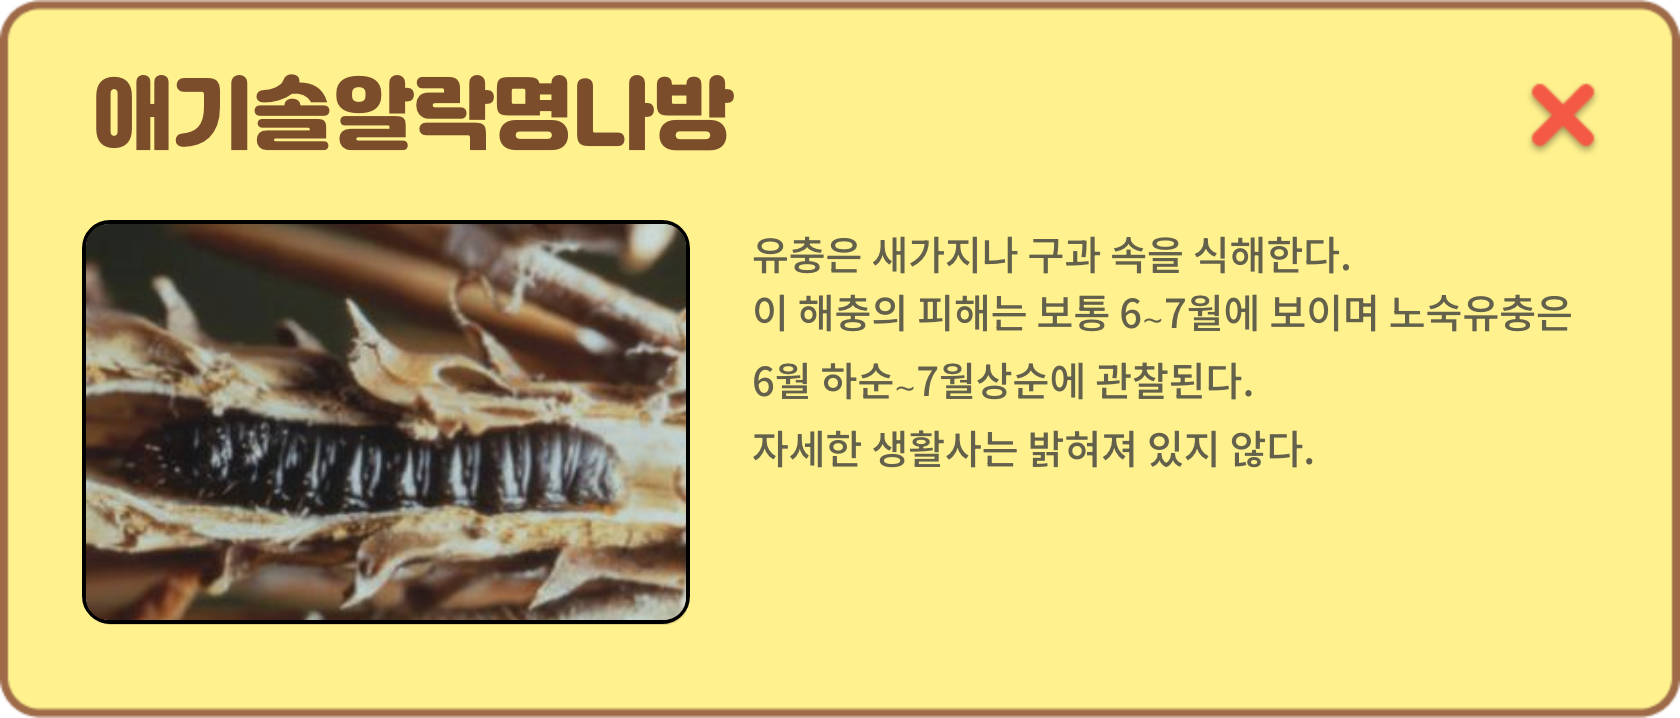 애기솔알락명나방
유충은 새가지나 구과 속을 식해한다.
이 해충의 피해는 보통 6~7월에 보이며 노숙유충은
6월 하순~7월상순에 관찰된다.
자세한 생활사는 밝혀져 있지 않다.